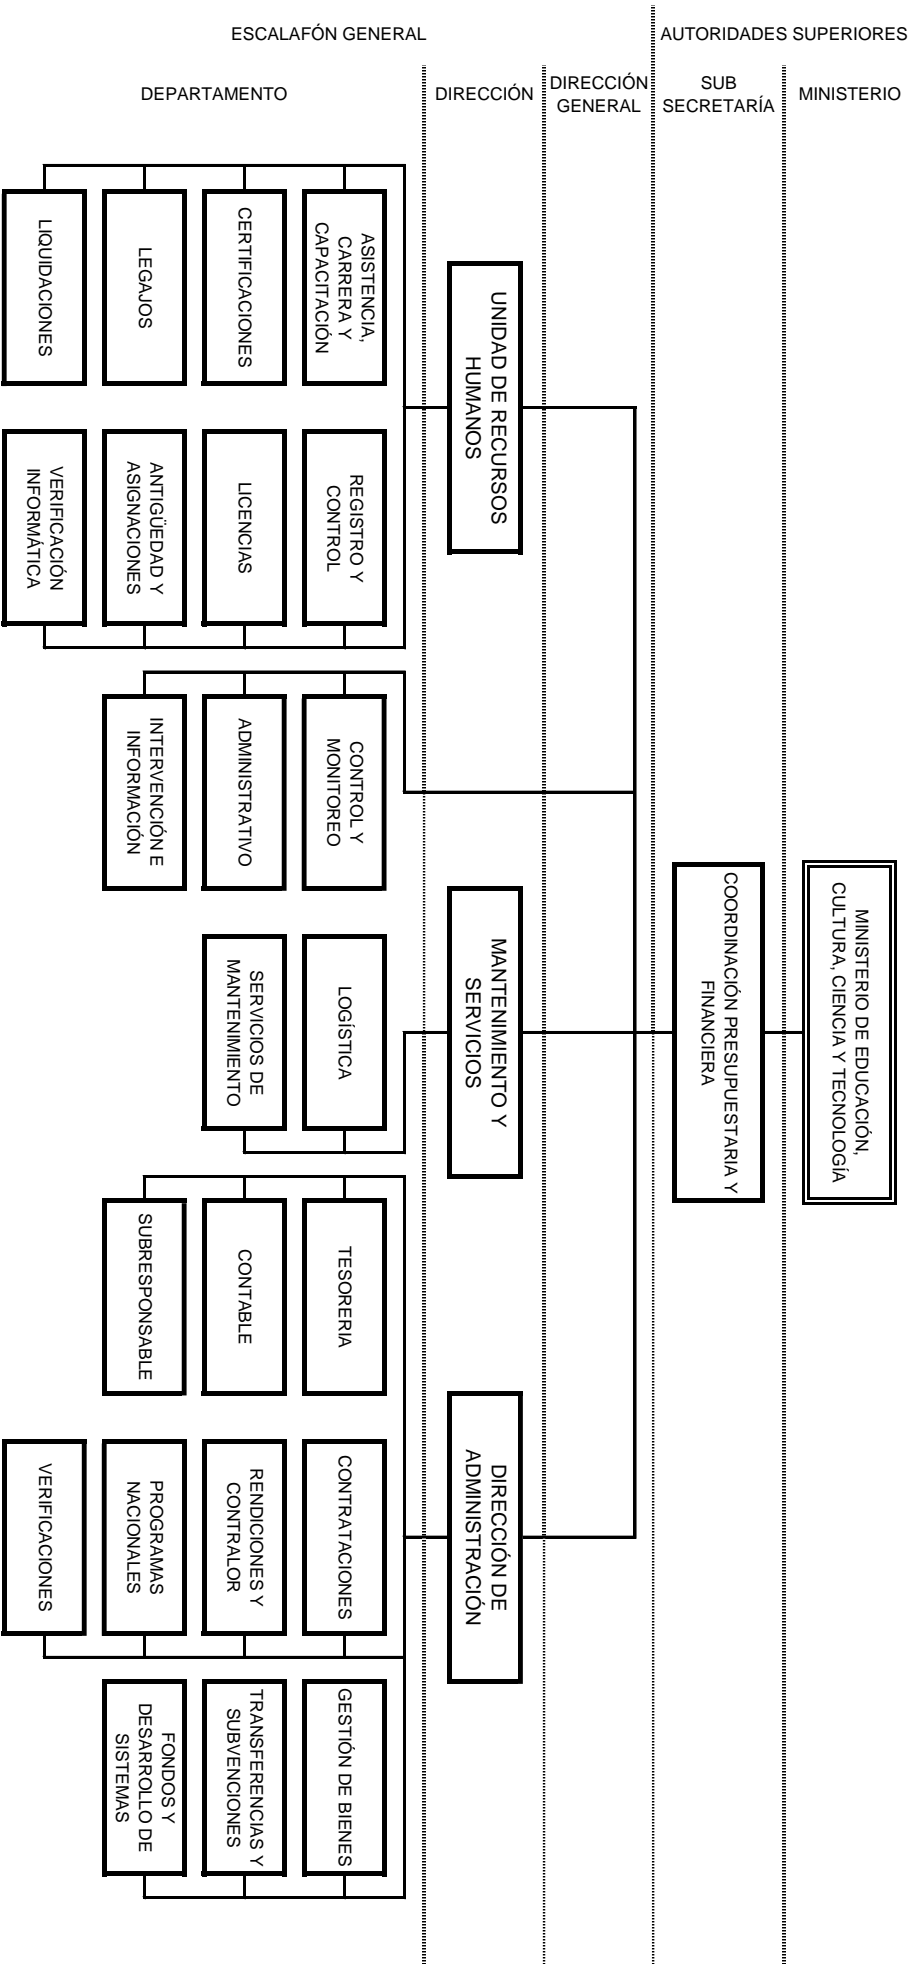 ESCALAFÓN GENERAL
AUTORIDADES SUPERIORES
DEPARTAMENTO
DIRECCIÓN
DIRECCIÓN
GENERAL
SUB
SECRETARÍA
MINISTERIO
MINISTERIO DE EDUCACIÓN,
CULTURA, CIENCIA Y TECNOLOGÍA
COORDINACIÓN PRESUPUESTARIA Y
FINANCIERA
UNIDAD DE RECURSOS
HUMANOS
MANTENIMIENTO Y
SERVICIOS
DIRECCIÓN DE
ADMINISTRACIÓN
ASISTENCIA,
CARRERA Y
CAPACITACIÓN
CERTIFICACIONES
LEGAJOS
LIQUIDACIONES
REGISTRO Y
CONTROL
LICENCIAS
ANTIGÜEDAD Y
ASIGNACIONES
VERIFICACIÓN
INFORMÁTICA
CONTROL Y
MONITOREO
ADMINISTRATIVO
INTERVENCIÓN E
INFORMACIÓN
LOGÍSTICA
SERVICIOS DE
MANTENIMIENTO
TESORERIA
CONTABLE
SUBRESPONSABLE
CONTRATACIONES
RENDICIONES Y
CONTRALOR
PROGRAMAS
NACIONALES
VERIFICACIONES
GESTIÓN DE BIENES
TRANSFERENCIAS Y
SUBVENCIONES
FONDOS Y
DESARROLLO DE
SISTEMAS